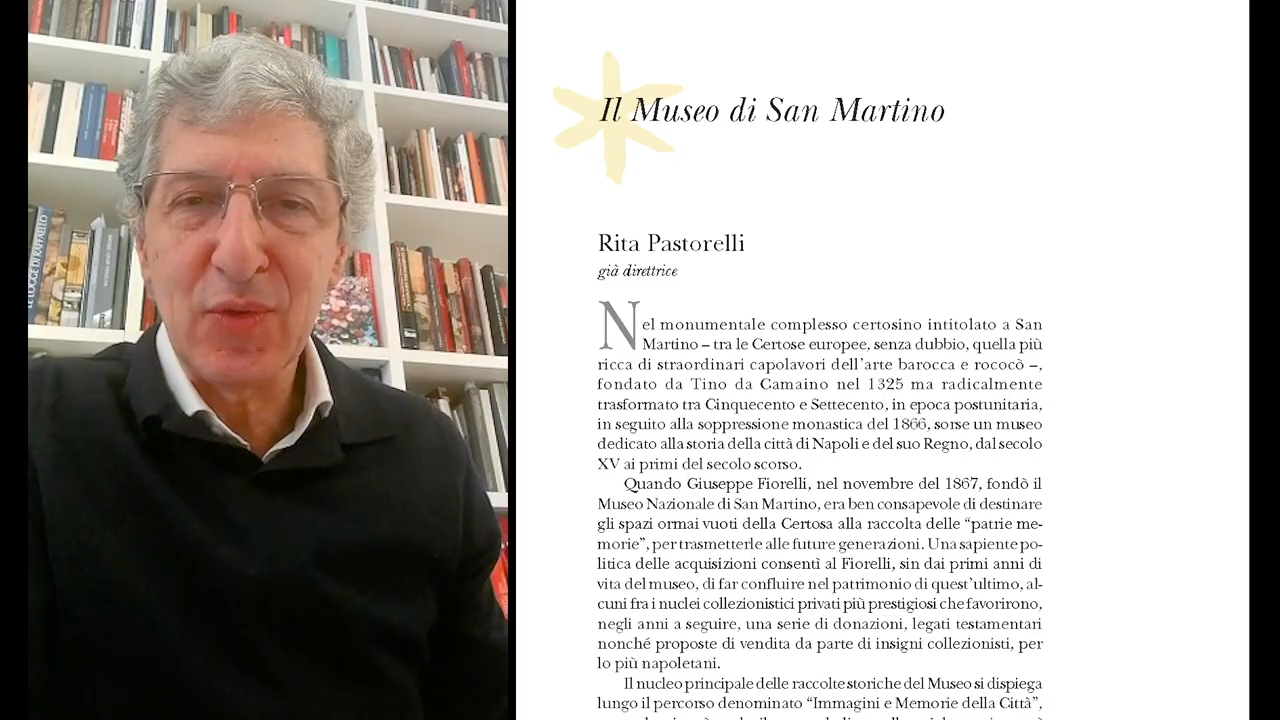 LE LOGGE DI RAFFAELLO
Il Museo di San Martino
Rita Pastorelli
già direttrice
Nel monumentale complesso certosino intitolato a San
Martino – tra le Certose europee, senza dubbio, quella più
ricca di straordinari capolavori dell'arte barocca e rococò –,
fondato da Tino da Camaino nel 1325 ma radicalmente
trasformato tra Cinquecento e Settecento, in epoca postunitaria,
in seguito alla soppressione monastica del 1866, sorse un museo
dedicato alla storia della città di Napoli e del suo Regno, dal secolo
XV ai primi del secolo scorso.
Quando Giuseppe Fiorelli, nel novembre del 1867, fondò il
Museo Nazionale di San Martino, era ben consapevole di destinare
gli spazi ormai vuoti della Certosa alla raccolta delle “patrie me-
morie”, per trasmetterle alle future generazioni. Una sapiente po-
litica delle acquisizioni consentì al Fiorelli, sin dai primi anni di
vita del museo, di far confluire nel patrimonio di quest'ultimo, al-
cuni fra i nuclei collezionistici privati più prestigiosi che favorirono,
negli anni a seguire, una serie di donazioni, legati testamentari
nonché proposte di vendita da parte di insigni collezionisti, per
lo più napoletani.
Il nucleo principale delle raccolte storiche del Museo si dispiega
lungo il percorso denominato “Immagini e Memorie della Città”,